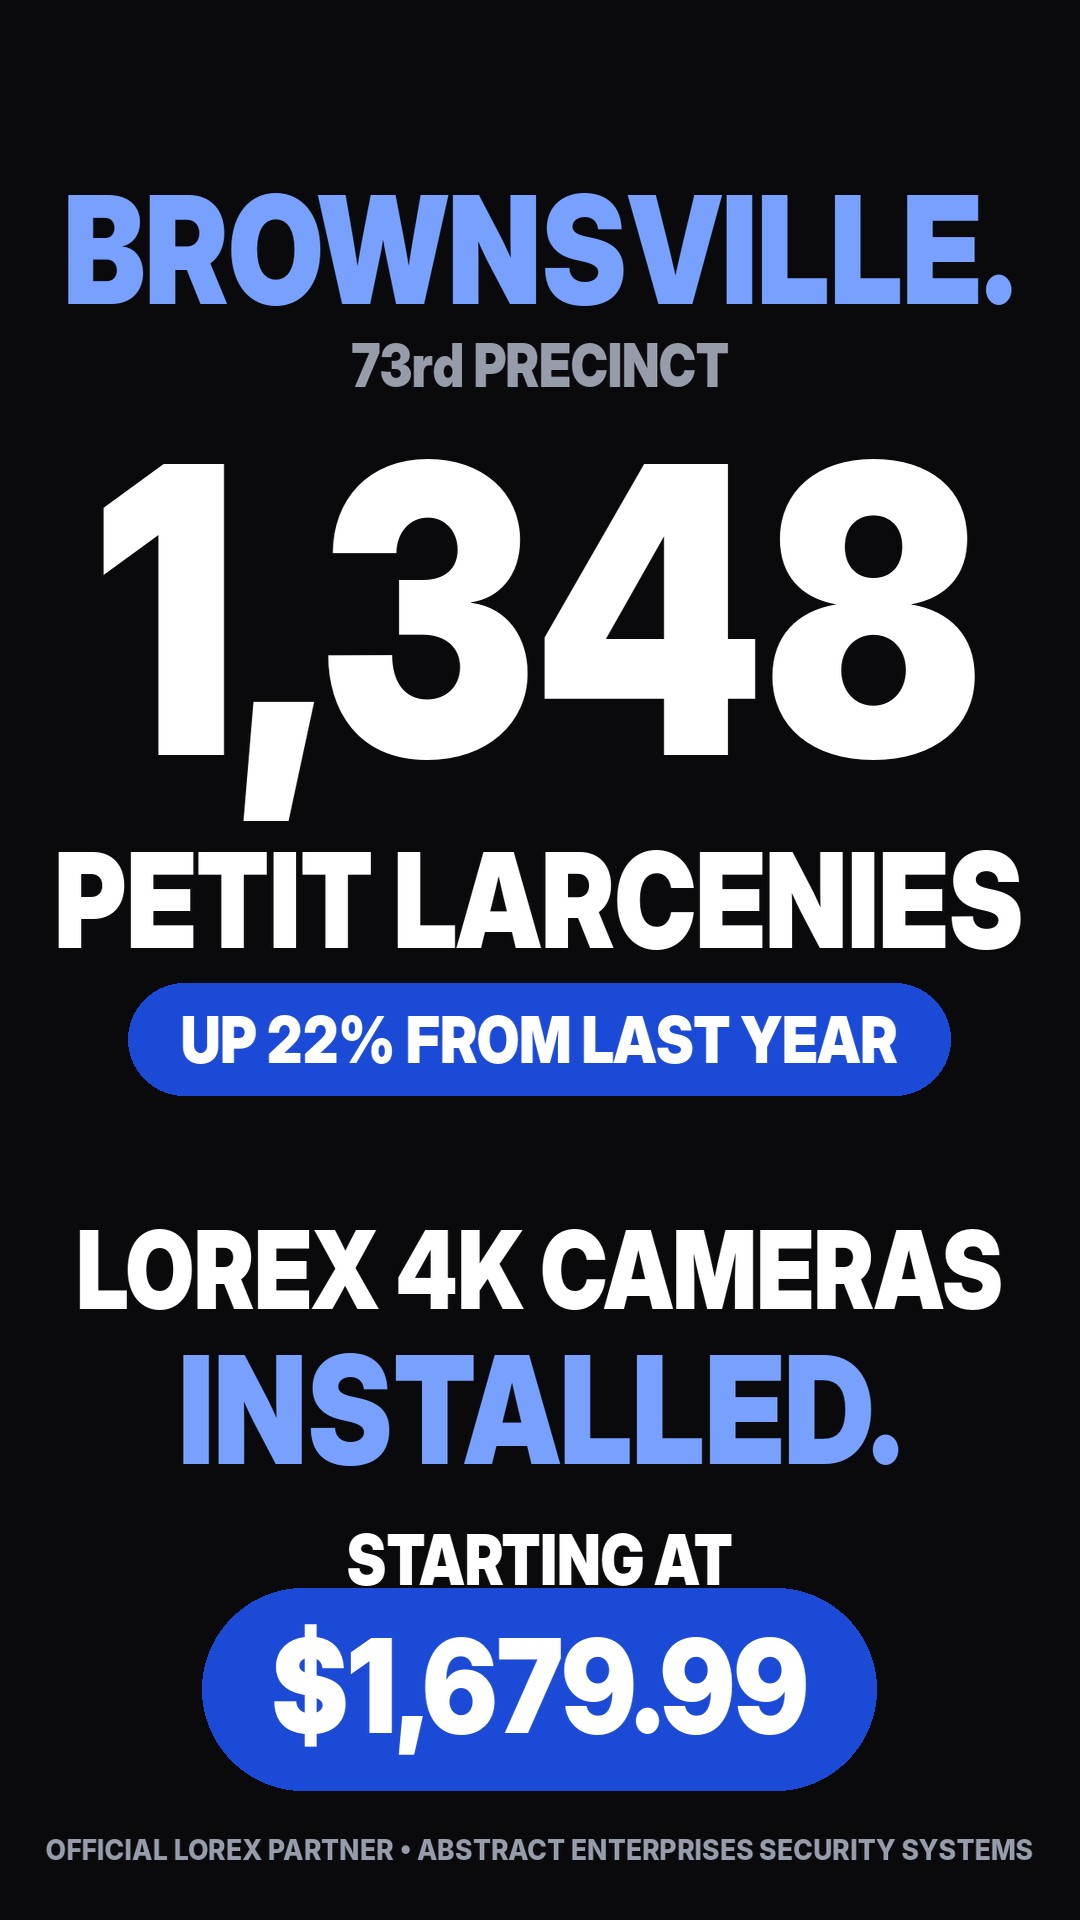 BROWNSVILLE.
73rd PRECINCT
1,348
PETIT LARCENIES
UP 22% FROM LAST YEAR
LOREX 4K CAMERAS
INSTALLED.
STARTING AT
$1,679.99
OFFICIAL LOREX PARTNER • ABSTRACT ENTERPRISES SECURITY SYSTEMS